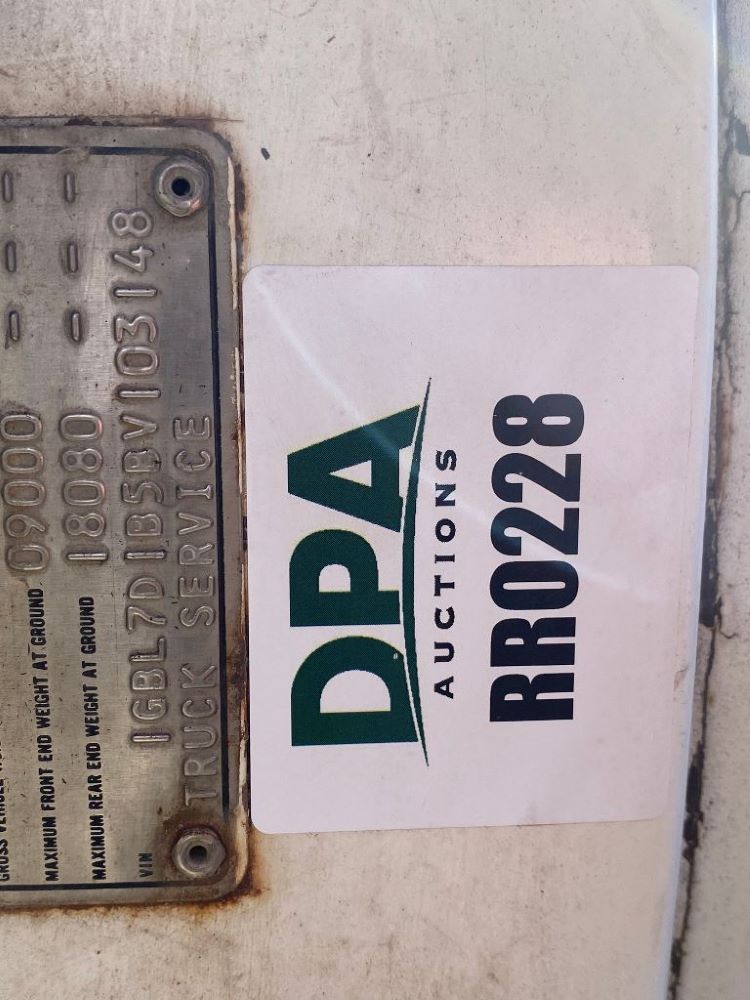 MAXIMUM FRONT END WEIGHT AT GROUND 09000
MAXIMUM REAR END WEIGHT AT GROUND 18080
VIN 1GBL7D1B5BV103148
TRUCK SERVICE
DPA
AUCTIONS
RR0228